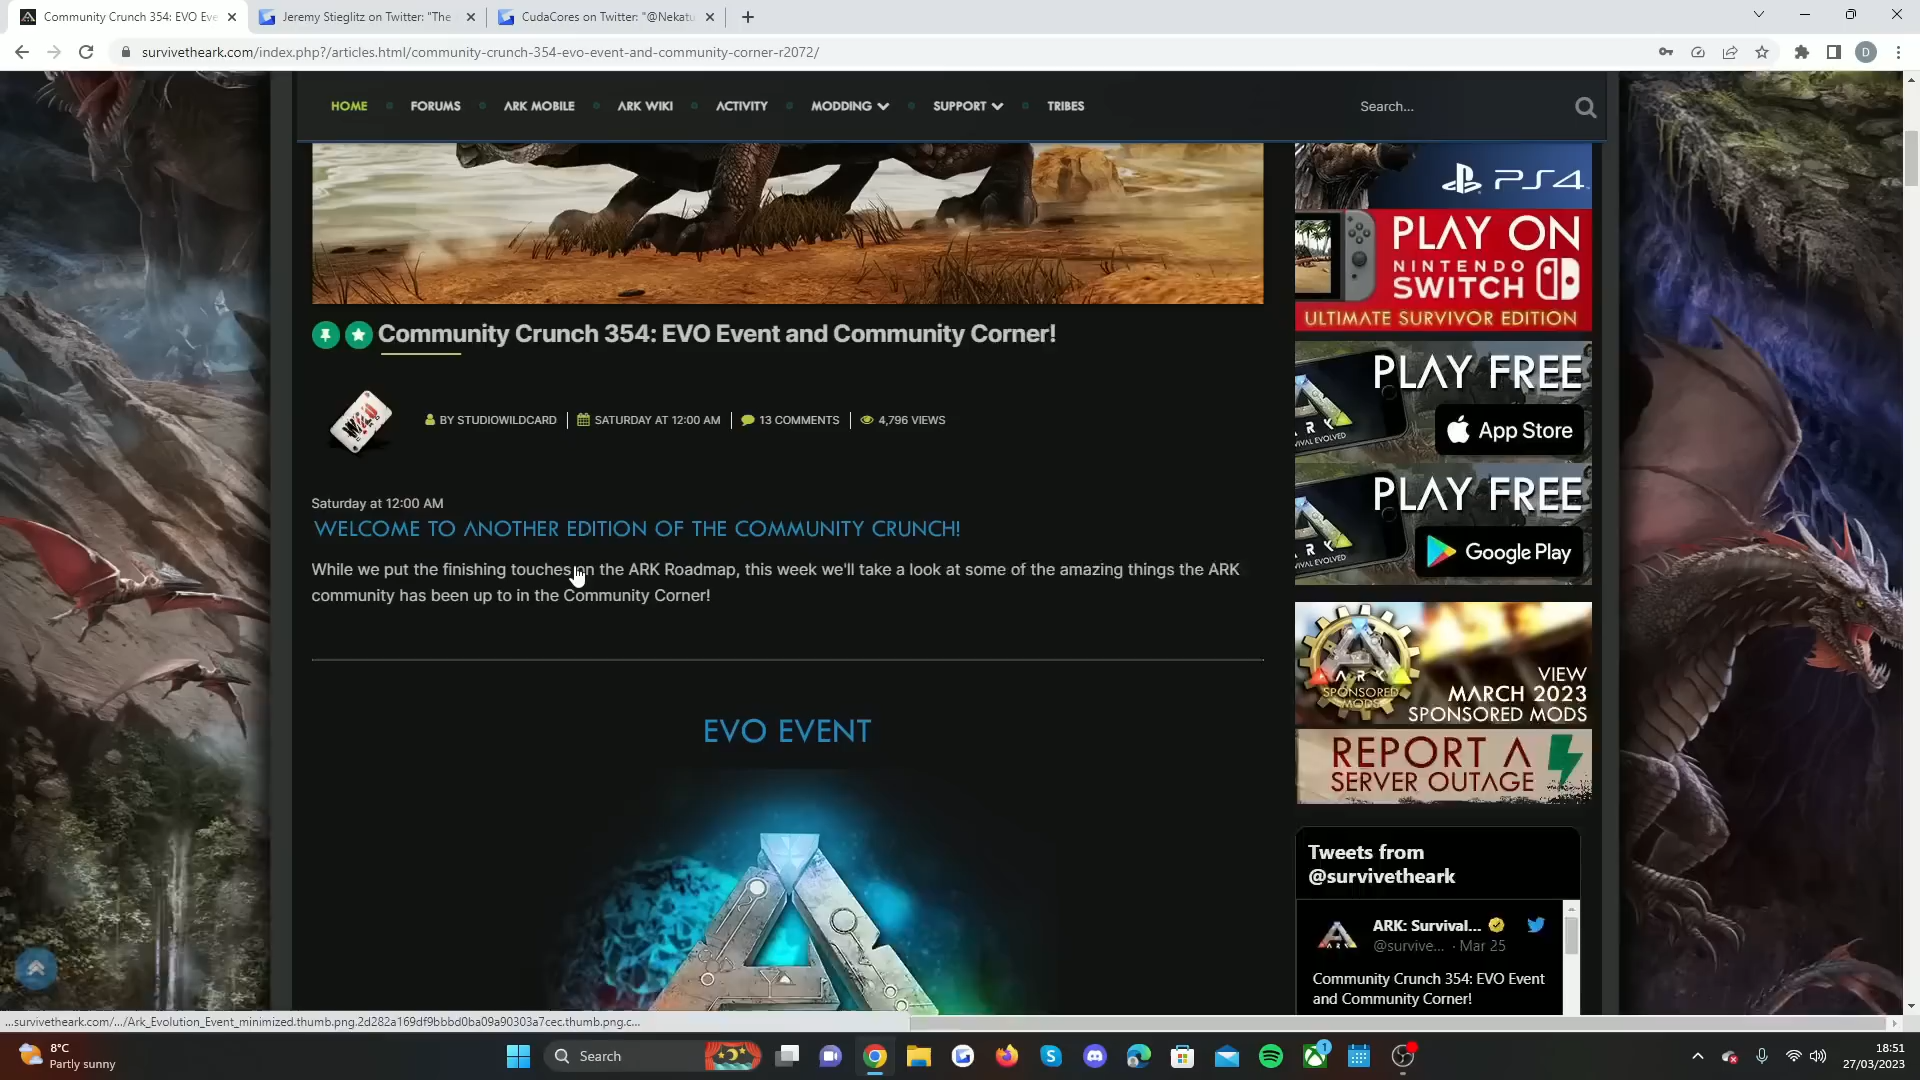 Community Crunch 354: EVO Eve
Jeremy Stieglitz on Twitter: "The
CudaCores on Twitter: "@Nekatu
survivetheark.com/index.php?/articles.html/community-crunch-354-evo-event-and-community-corner-r2072/
D
HOME
FORUMS
ARK MOBILE
ARK WIKI
ACTIVITY
MODDING
SUPPORT
TRIBES
Search...
PS4
PLAY ON
NINTENDO
SWITCH
ULTIMATE SURVIVOR EDITION
Community Crunch 354: EVO Event and Community Corner!
BY STUDIOWILDCARD
SATURDAY AT 12:00 AM
13 COMMENTS
4,796 VIEWS
PLAY FREE
App Store
PLAY FREE
Google Play
Saturday at 12:00 AM
WELCOME TO ANOTHER EDITION OF THE COMMUNITY CRUNCH!
While we put the finishing touches on the ARK Roadmap, this week we'll take a look at some of the amazing things the ARK
community has been up to in the Community Corner!
ARK
SPONSORED
MODS
VIEW
MARCH 2023
SPONSORED MODS
REPORT A
SERVER OUTAGE
EVO EVENT
Tweets from
@survivetheark
ARK: Survival...
@survive... · Mar 25
Community Crunch 354: EVO Event
and Community Corner!
...survivetheark.com/.../Ark_Evolution_Event_minimized.thumb.png.2d282a169df9bbbd0ba09a90303a7cec.thumb.png.c...
8°C
Partly sunny
Search
1
18:51
27/03/2023